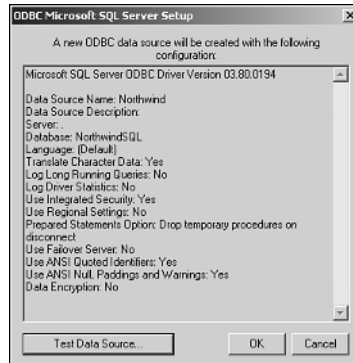 ODBC Microsoft SQL Server Setup
A new ODBC data source will be created with the following
configuration:
Microsoft SQL Server ODBC Driver Version 03.80.0194
Data Source Name: Northwind
Data Source Description:
Server: .
Database: NorthwindSQL
Language: (Default)
Translate Character Data: Yes
Log Long Running Queries: No
Log Driver Statistics: No
Use Integrated Security: Yes
Use Regional Settings: No
Prepared Statements Option: Drop temporary procedures on
disconnect
Use Failover Server: No
Use ANSI Quoted Identifiers: Yes
Use ANSI Null, Paddings and Warnings: Yes
Data Encryption: No
Test Data Source...
OK
Cancel